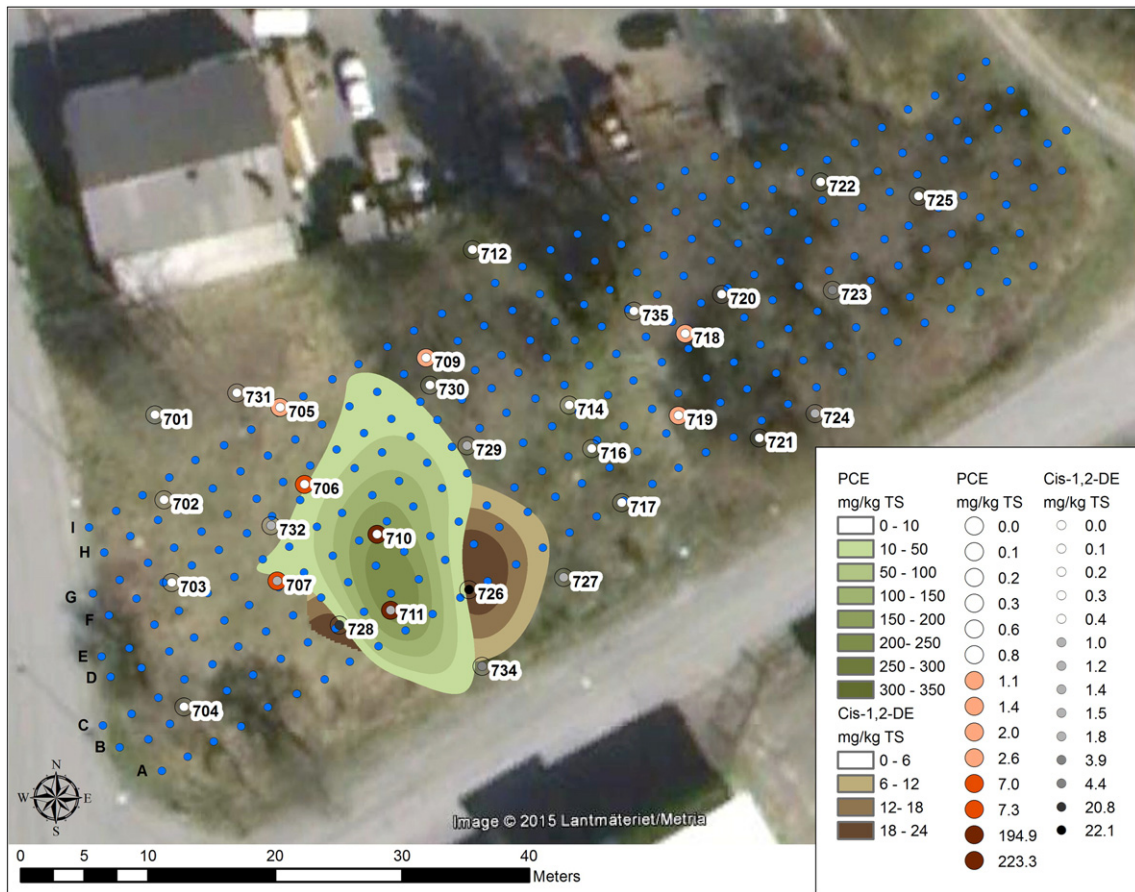 722
725
712
723
720
735
718
709
730
731
705
714
701
719
724
721
729
716
706
702
717
732
710
I
H
703
707
726
727
G
711
F
728
E
734
D
704
C
B
A
N
W E
S
Image © 2015 Lantmäteriet/Metria
0 5 10 20 30 40
Meters
PCE
mg/kg TS
0 - 10
10 - 50
50 - 100
100 - 150
150 - 200
200 - 250
250 - 300
300 - 350
Cis-1,2-DE
mg/kg TS
0 - 6
6 - 12
12- 18
18 - 24
PCE
mg/kg TS
0.0
0.1
0.2
0.3
0.6
0.8
1.1
1.4
2.0
2.6
7.0
7.3
194.9
223.3
Cis-1,2-DE
mg/kg TS
0.0
0.1
0.2
0.3
0.4
1.0
1.2
1.4
1.5
1.8
3.9
4.4
20.8
22.1